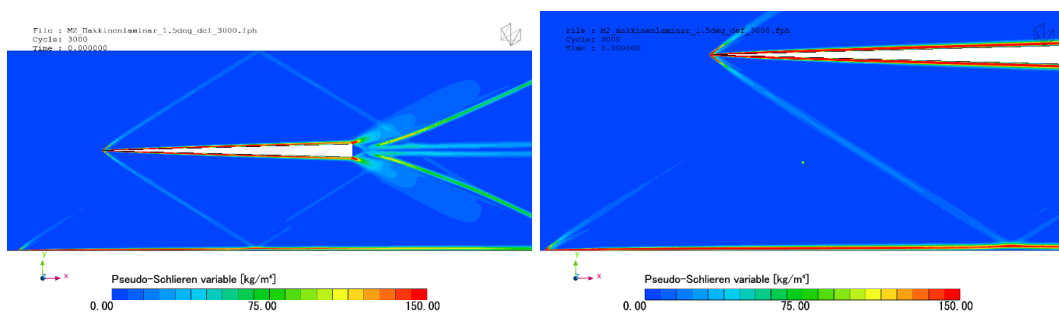 File : M2_Hakkinenlaminar_1.5deg_def_3000.fph
Cycle: 3000
Time : 0.000000
y
z
x
Pseudo-Schlieren variable [kg/m⁴]
0.00 75.00 150.00
File : M2_Hakkinenlaminar_1.5deg_def_3000.fph
Cycle: 3000
Time : 0.000000
y
z
x
Pseudo-Schlieren variable [kg/m⁴]
0.00 75.00 150.00